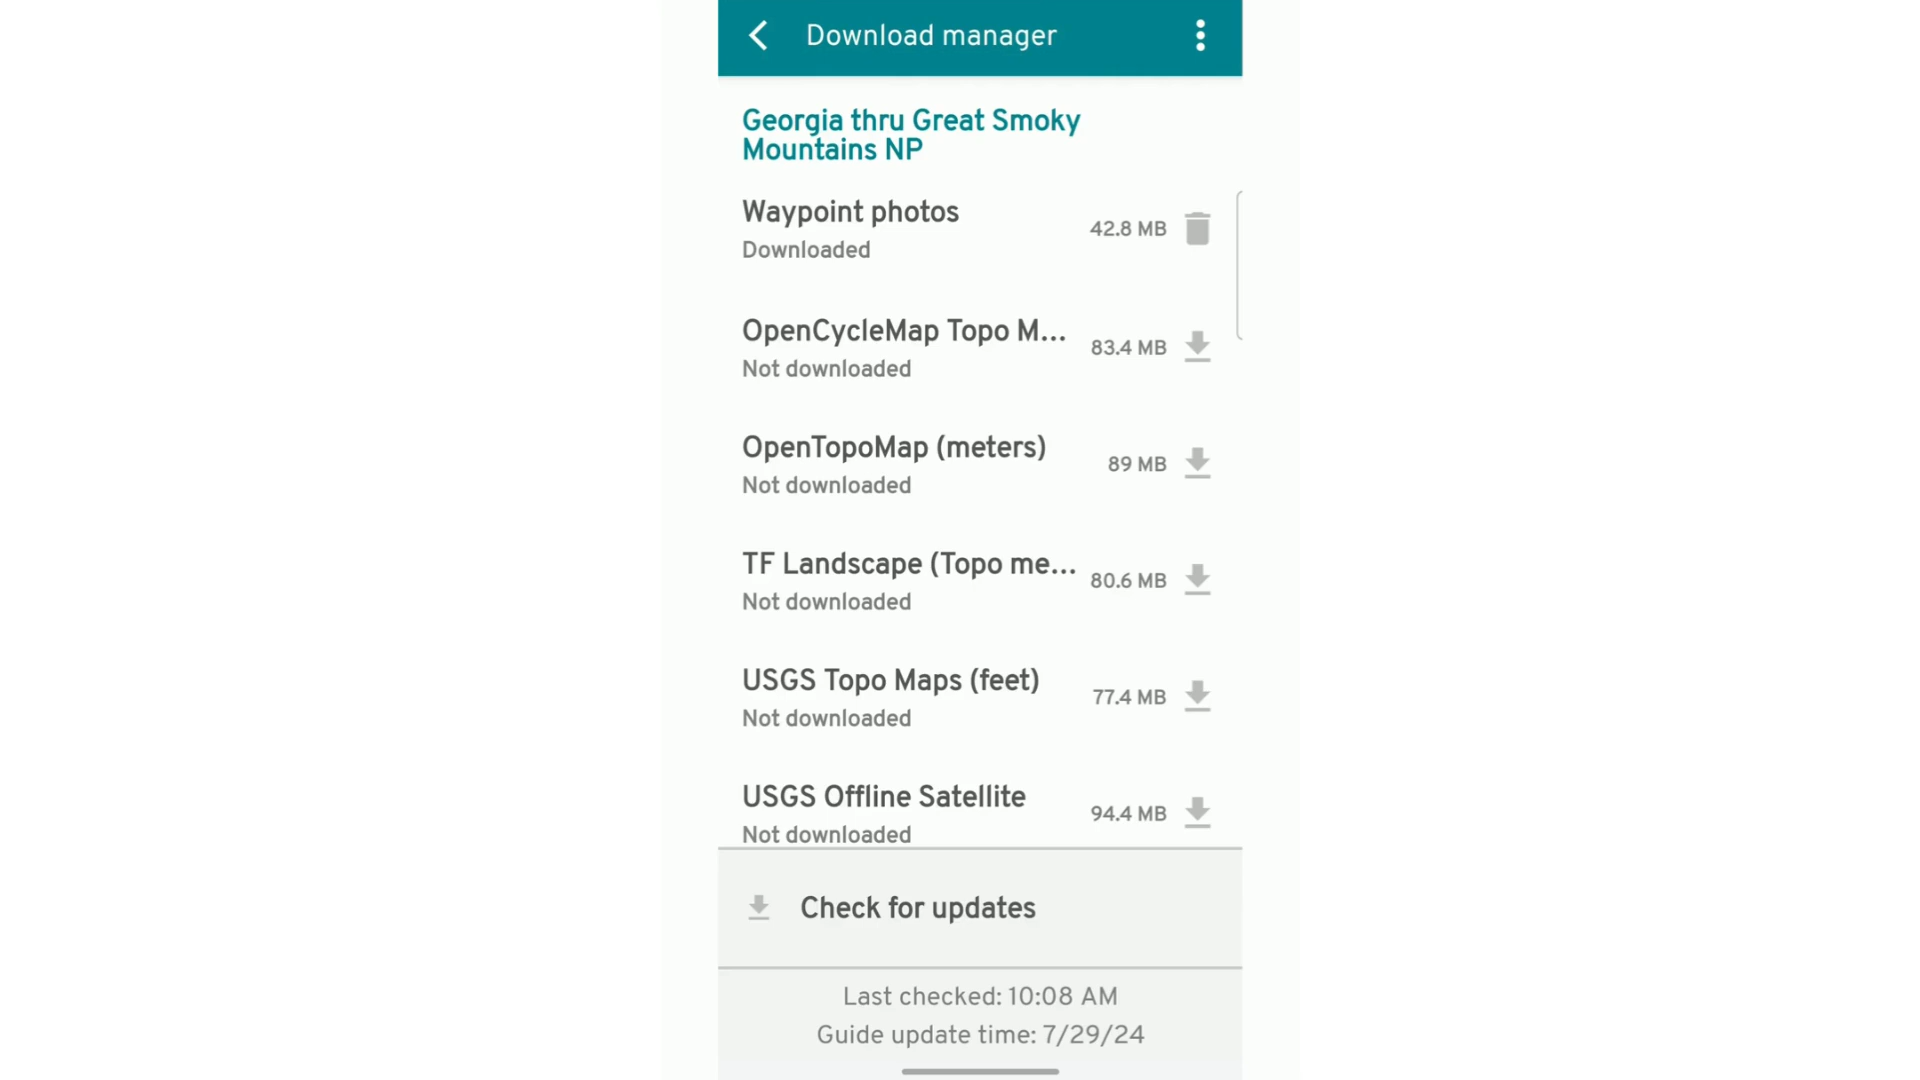 Download manager
Georgia thru Great Smoky
Mountains NP
Waypoint photos
42.8 MB
Downloaded
OpenCycleMap Topo M...
83.4 MB
Not downloaded
OpenTopoMap (meters)
89 MB
Not downloaded
TF Landscape (Topo me...
80.6 MB
Not downloaded
USGS Topo Maps (feet)
77.4 MB
Not downloaded
USGS Offline Satellite
94.4 MB
Not downloaded
Check for updates
Last checked: 10:08 AM
Guide update time: 7/29/24